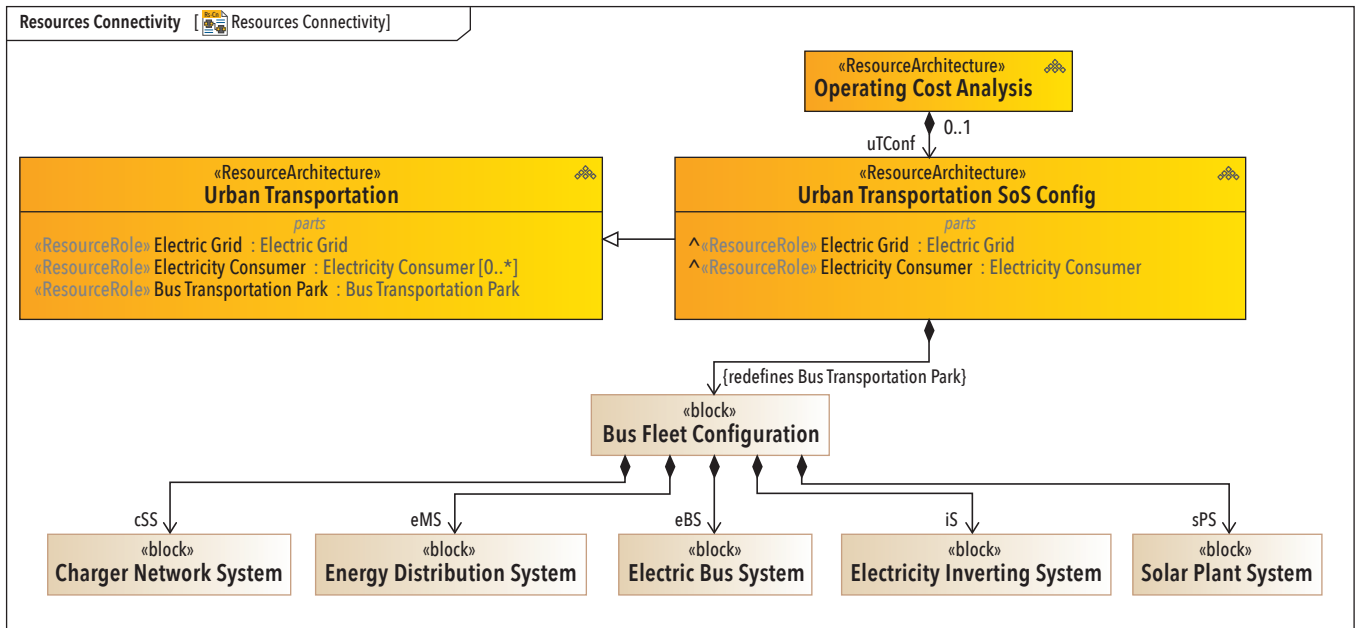 Resources Connectivity [ Rs-Cn Resources Connectivity]
«ResourceArchitecture»
Operating Cost Analysis
0..1
uTConf
«ResourceArchitecture»
Urban Transportation
parts
«ResourceRole» Electric Grid : Electric Grid
«ResourceRole» Electricity Consumer : Electricity Consumer [0..*]
«ResourceRole» Bus Transportation Park : Bus Transportation Park
«ResourceArchitecture»
Urban Transportation SoS Config
parts
^«ResourceRole» Electric Grid : Electric Grid
^«ResourceRole» Electricity Consumer : Electricity Consumer
{redefines Bus Transportation Park}
«block»
Bus Fleet Configuration
cSS
eMS
eBS
iS
sPS
«block»
Charger Network System
«block»
Energy Distribution System
«block»
Electric Bus System
«block»
Electricity Inverting System
«block»
Solar Plant System